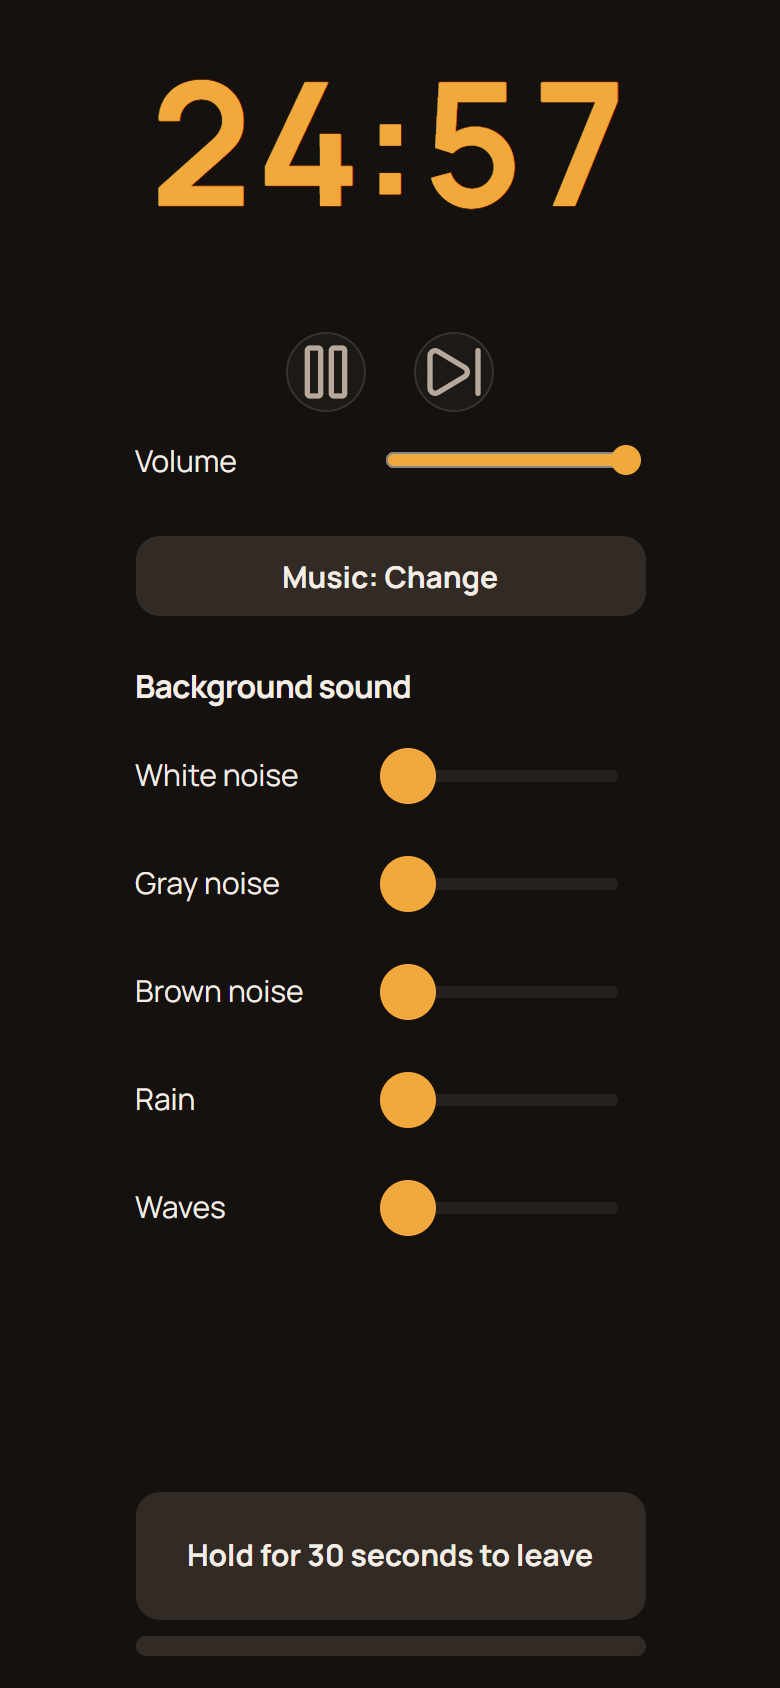 24:57
Volume
Music: Change
Background sound
White noise
Gray noise
Brown noise
Rain
Waves
Hold for 30 seconds to leave